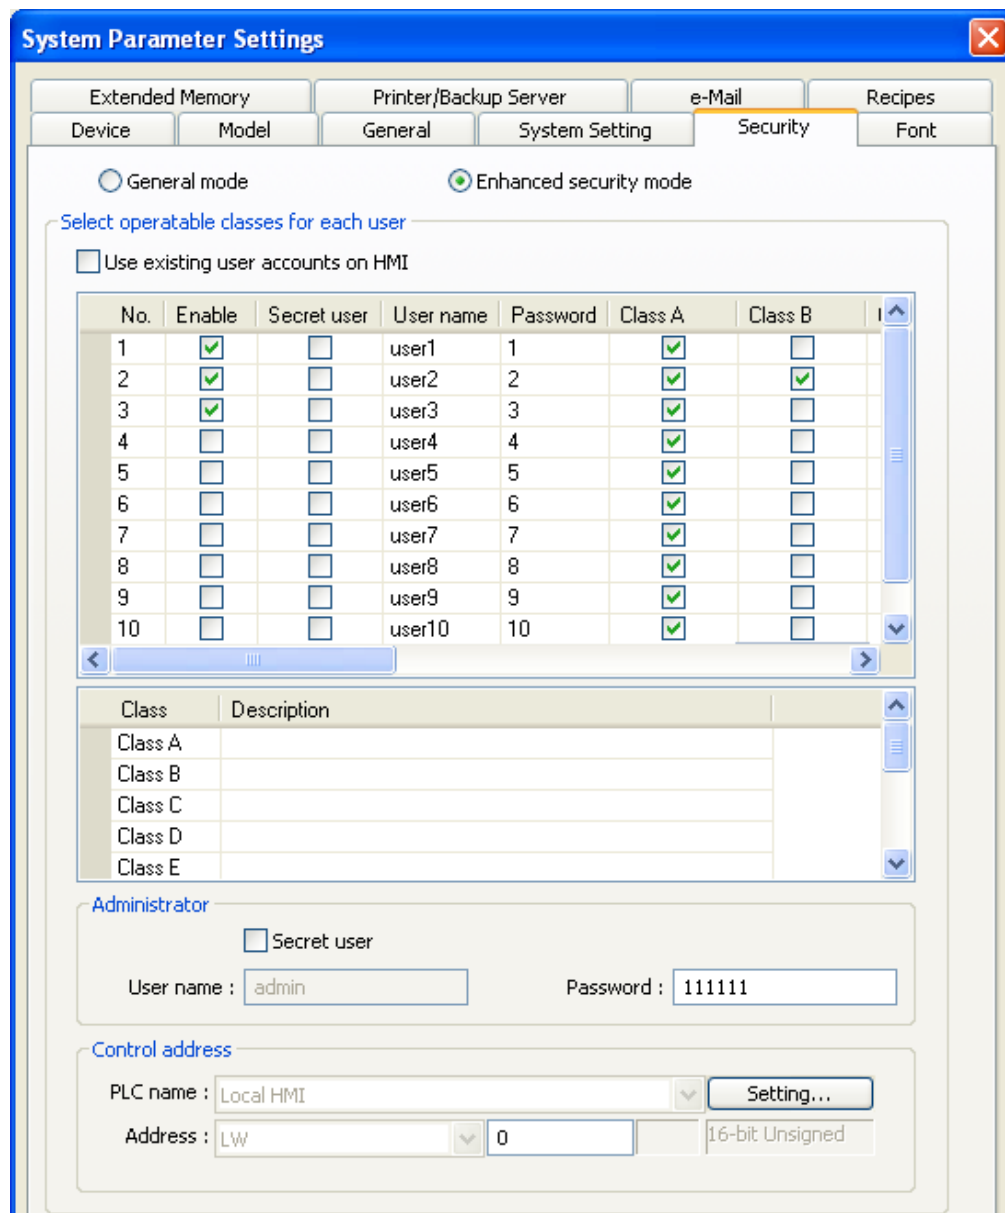 System Parameter Settings
Extended Memory Printer/Backup Server e-Mail Recipes
Device Model General System Setting Security Font
General mode Enhanced security mode
Select operatable classes for each user
Use existing user accounts on HMI
No. Enable Secret user User name Password Class A Class B
1 user1 1
2 user2 2
3 user3 3
4 user4 4
5 user5 5
6 user6 6
7 user7 7
8 user8 8
9 user9 9
10 user10 10
Class Description
Class A
Class B
Class C
Class D
Class E
Administrator
Secret user
User name : admin Password : 111111
Control address
PLC name : Local HMI Setting...
Address : LW 0 16-bit Unsigned